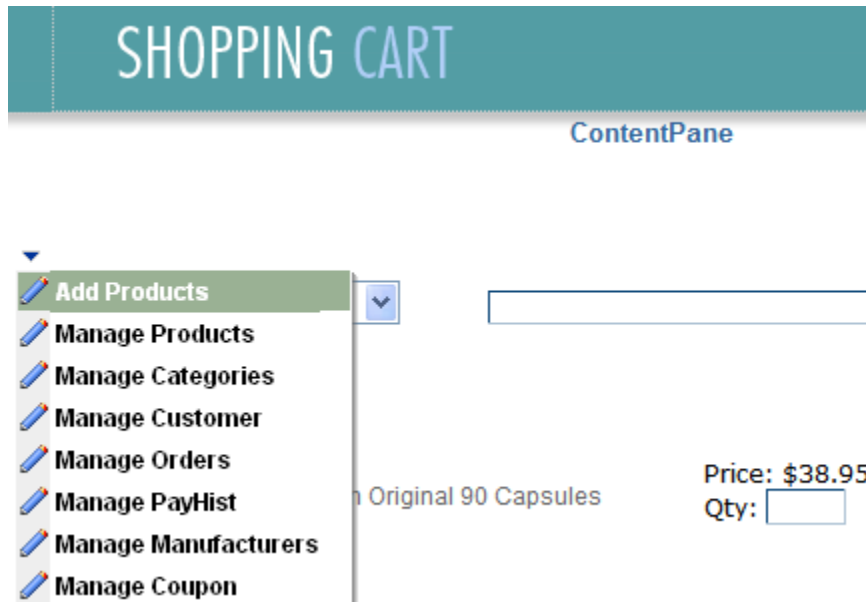 SHOPPING CART
ContentPane
Add Products
Manage Products
Manage Categories
Manage Customer
Manage Orders
Manage PayHist
Manage Manufacturers
Manage Coupon
Original 90 Capsules
Price: $38.95
Qty: